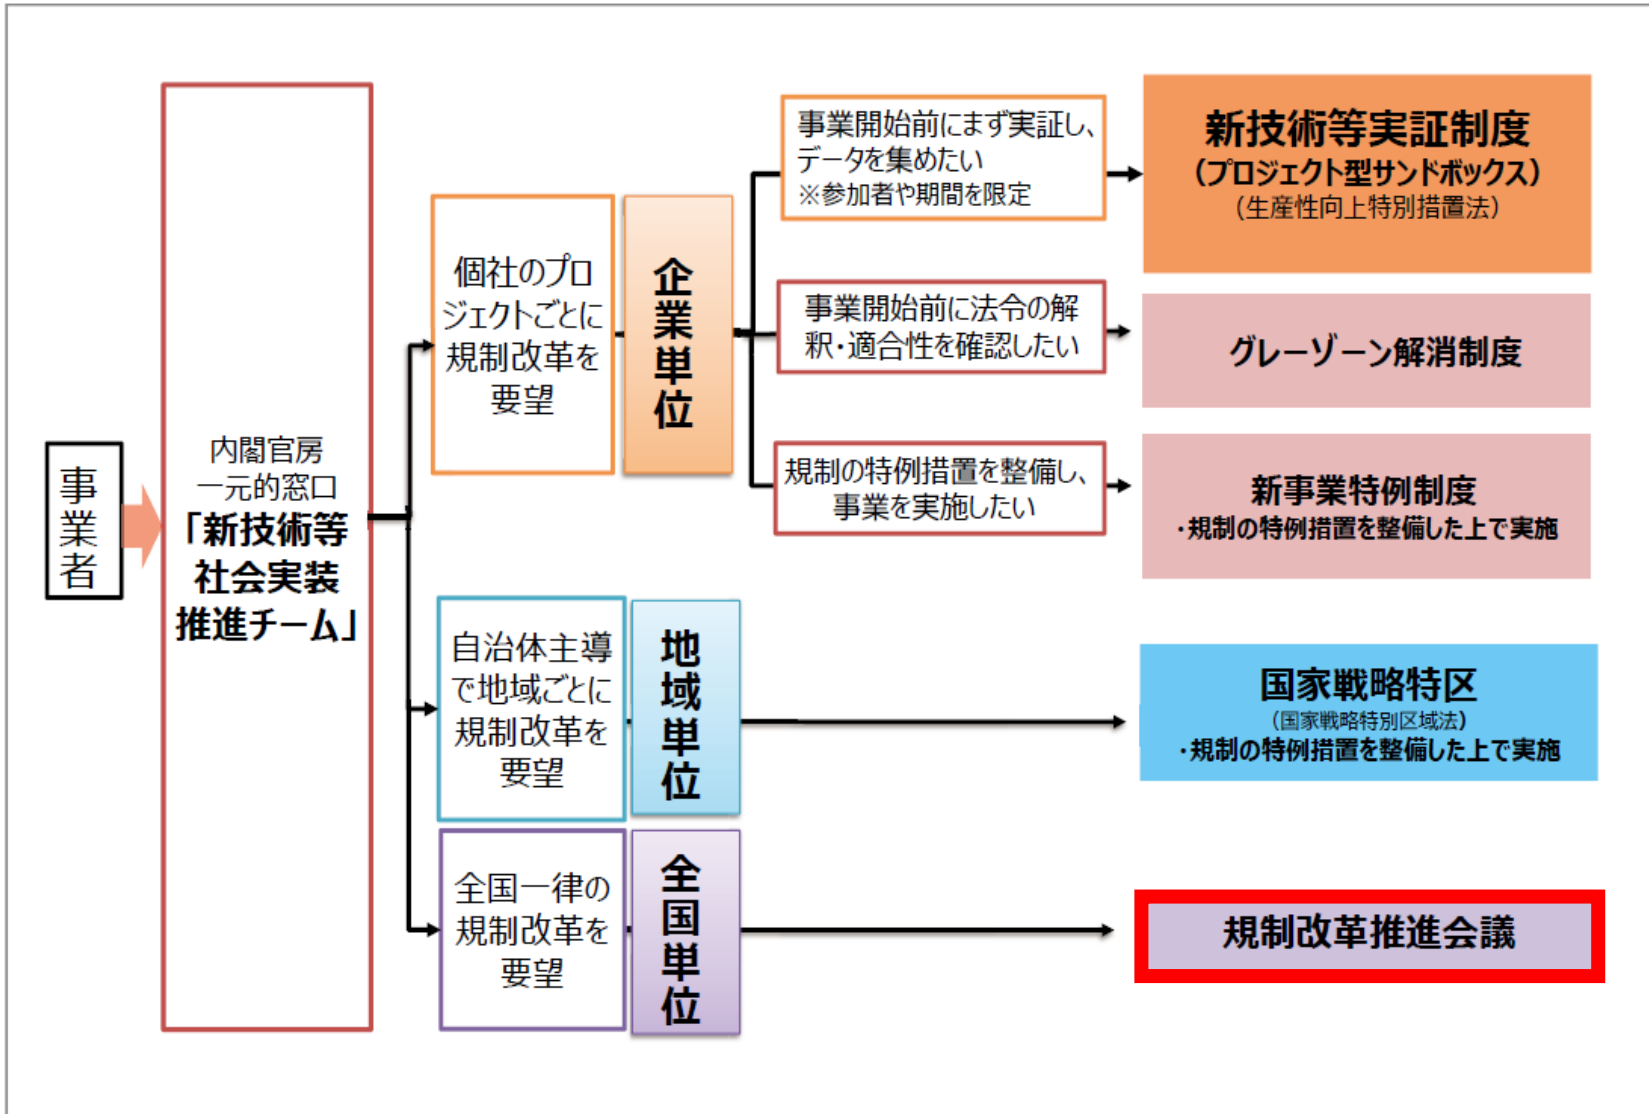 事業者
内閣官房
一元的窓口
「新技術等
社会実装
推進チーム」
個社のプロ
ジェクトごとに
規制改革を
要望
企業単位
事業開始前にまず実証し、
データを集めたい
※参加者や期間を限定
新技術等実証制度
（プロジェクト型サンドボックス）
（生産性向上特別措置法）
事業開始前に法令の解
釈・適合性を確認したい
グレーゾーン解消制度
規制の特例措置を整備し、
事業を実施したい
新事業特例制度
・規制の特例措置を整備した上で実施
自治体主導
で地域ごとに
規制改革を
要望
地域単位
国家戦略特区
（国家戦略特別区域法）
・規制の特例措置を整備した上で実施
全国一律の
規制改革を
要望
全国単位
規制改革推進会議